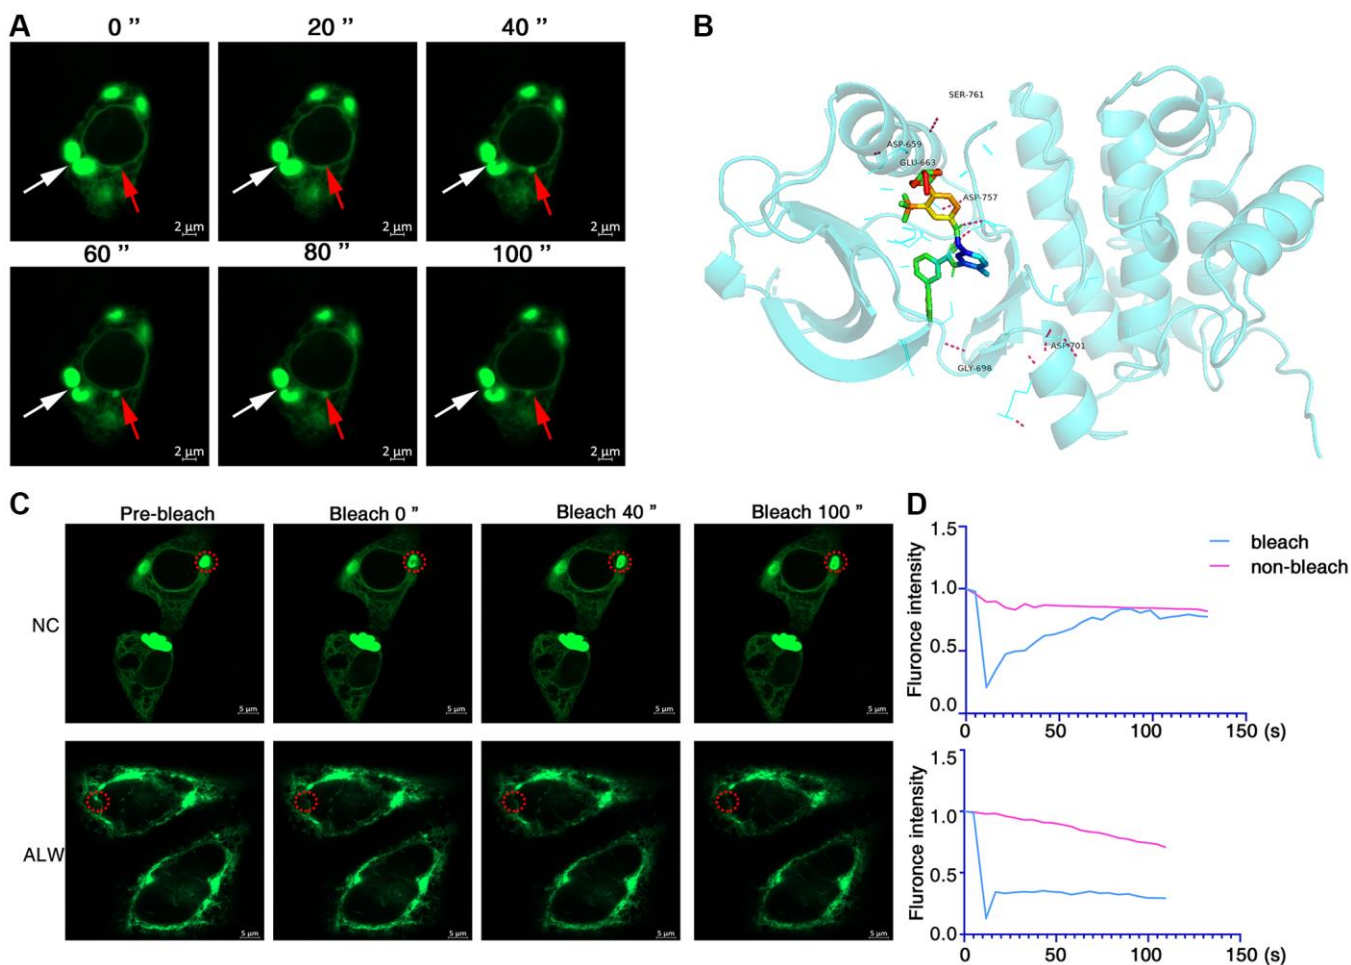 A
0 ”
20 ”
40 ”
2 μm
2 μm
2 μm
60 ”
80 ”
100 ”
2 μm
2 μm
2 μm
B
SER-761
ASP-659
GLU-663
ASP-757
ASP-701
GLY-698
C
Pre-bleach
Bleach 0 ”
Bleach 40 ”
Bleach 100 ”
NC
5 μm
5 μm
5 μm
5 μm
ALW
5 μm
5 μm
5 μm
5 μm
D
Fluronce intensity
1.5
1.0
0.5
0.0
0
50
100
150 (s)
bleach
non-bleach
Fluronce intensity
1.5
1.0
0.5
0.0
0
50
100
150 (s)